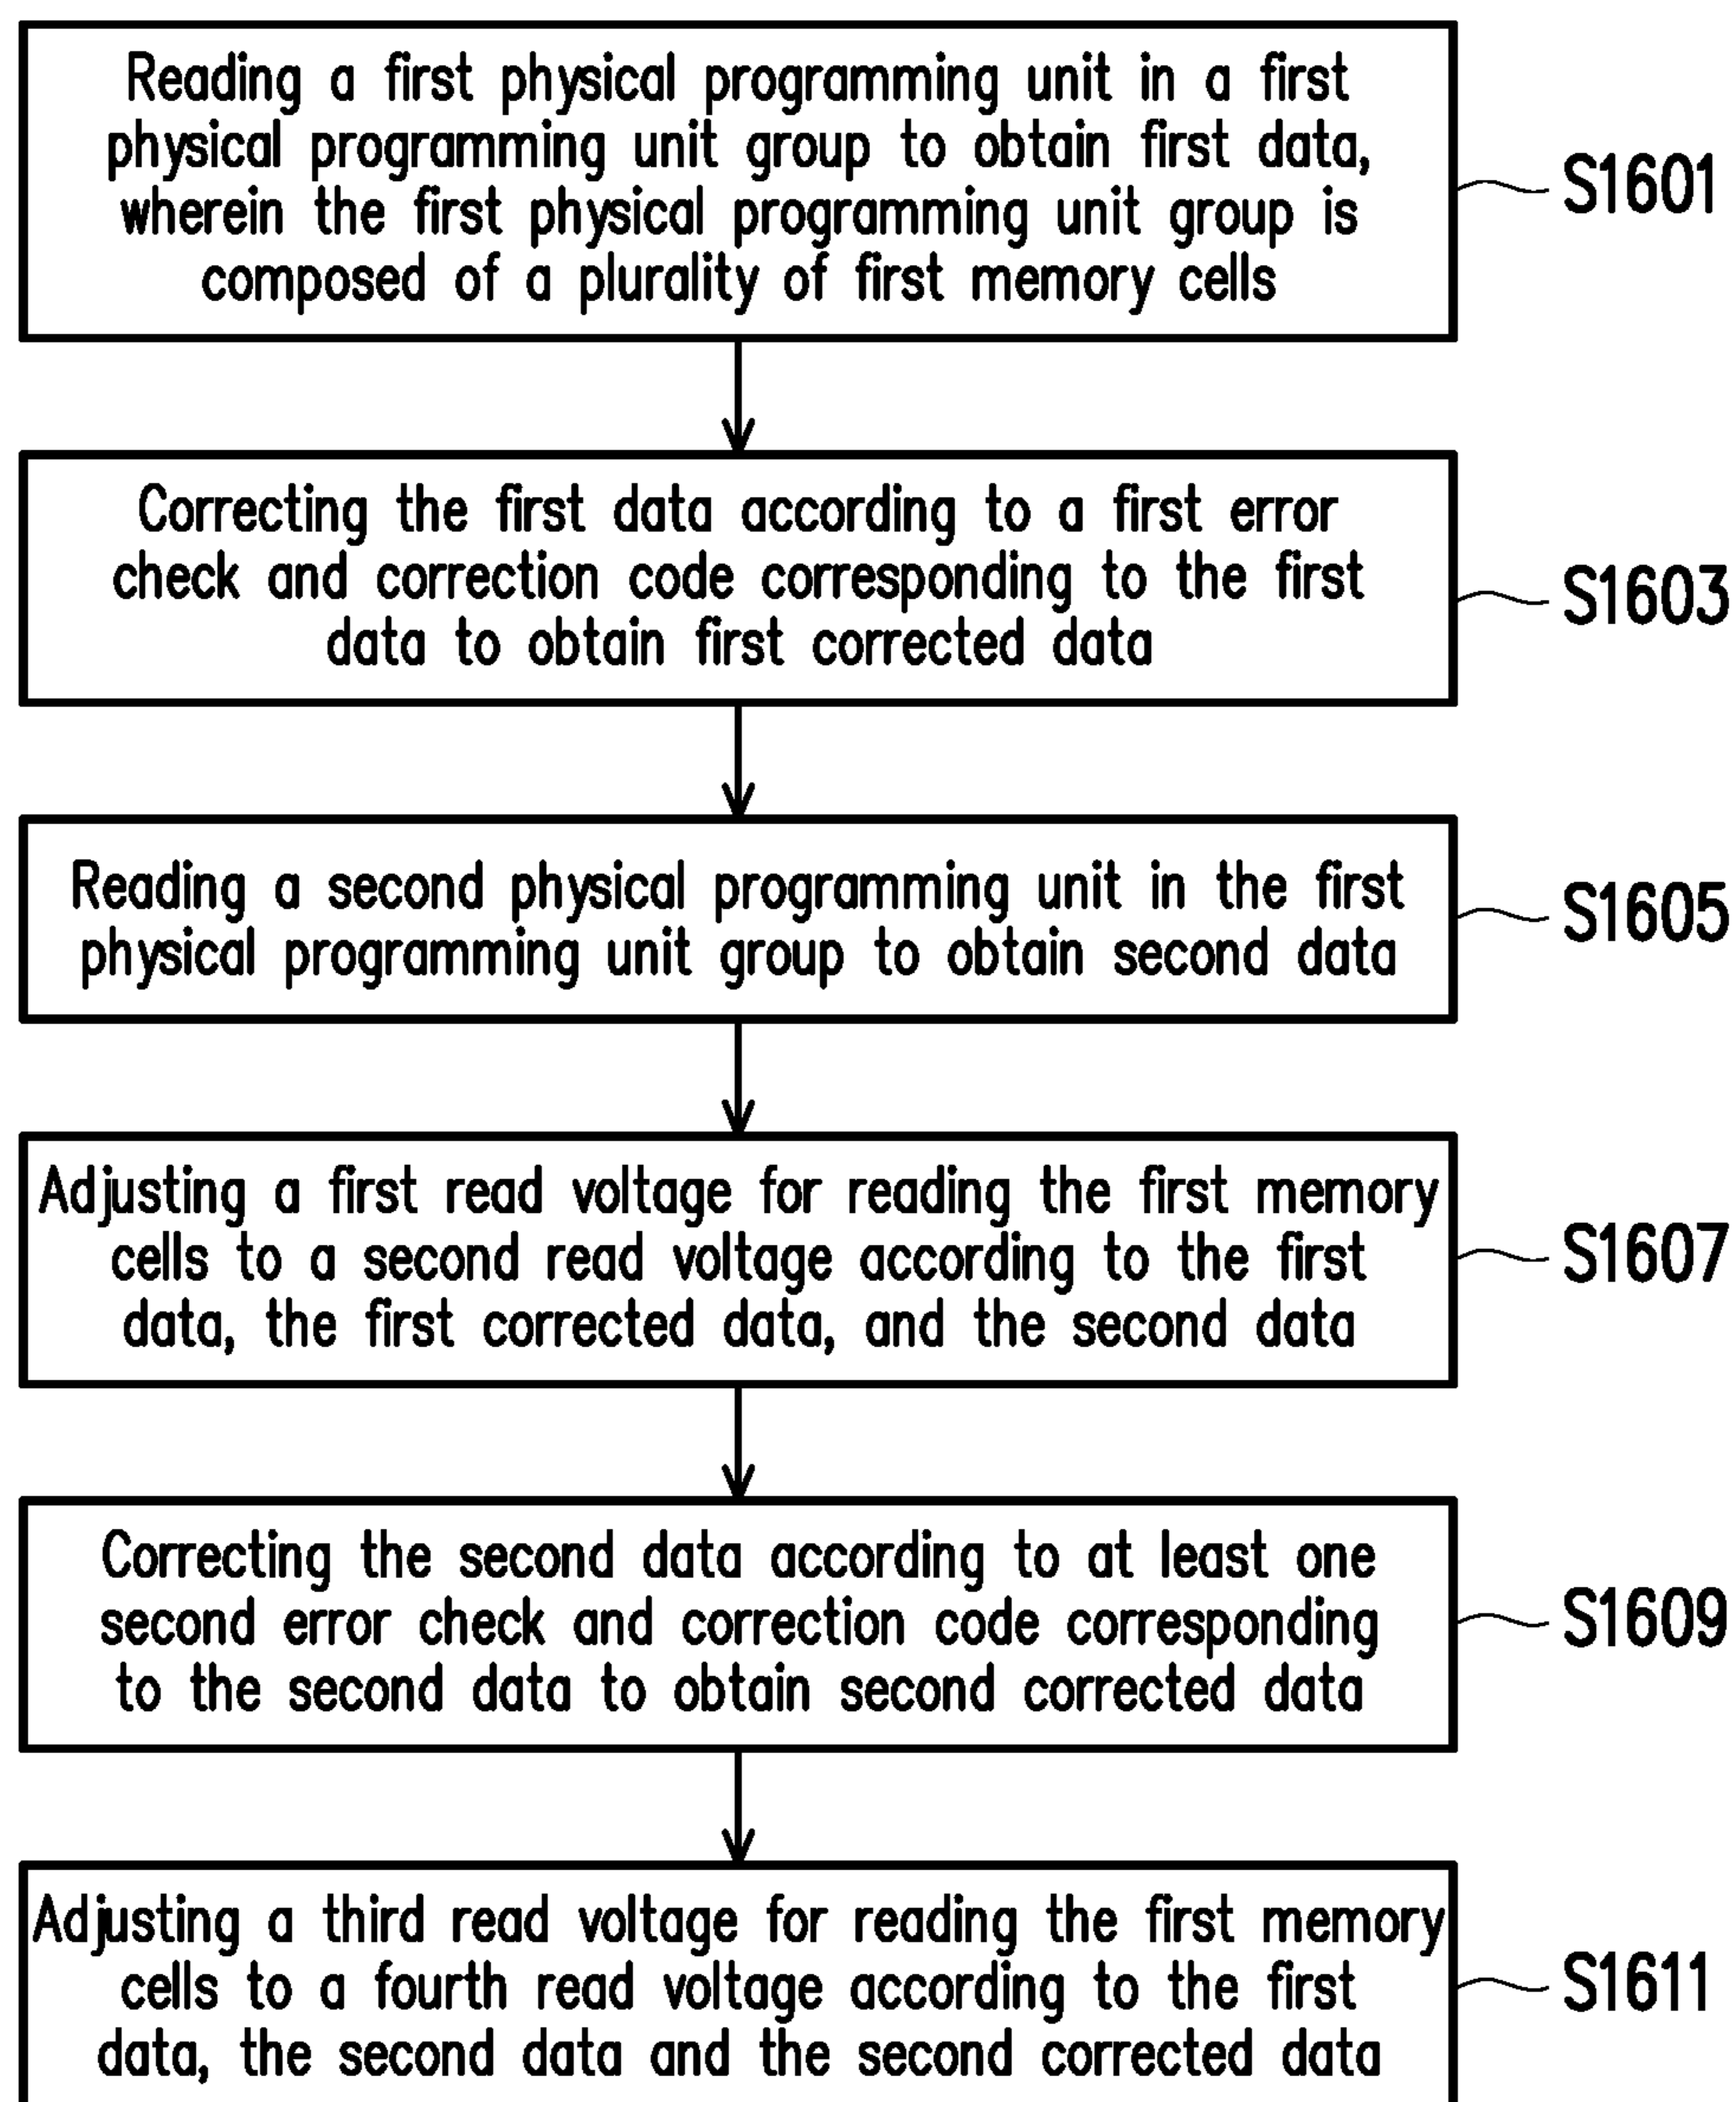 Reading a first physical programming unit in a first
physical programming unit group to obtain first data,
wherein the first physical programming unit group is
composed of a plurality of first memory cells
S1601
Correcting the first data according to a first error
check and correction code corresponding to the first
data to obtain first corrected data
S1603
Reading a second physical programming unit in the first
physical programming unit group to obtain second data
S1605
Adjusting a first read voltage for reading the first memory
cells to a second read voltage according to the first
data, the first corrected data, and the second data
S1607
Correcting the second data according to at least one
second error check and correction code corresponding
to the second data to obtain second corrected data
S1609
Adjusting a third read voltage for reading the first memory
cells to a fourth read voltage according to the first
data, the second data and the second corrected data
S1611